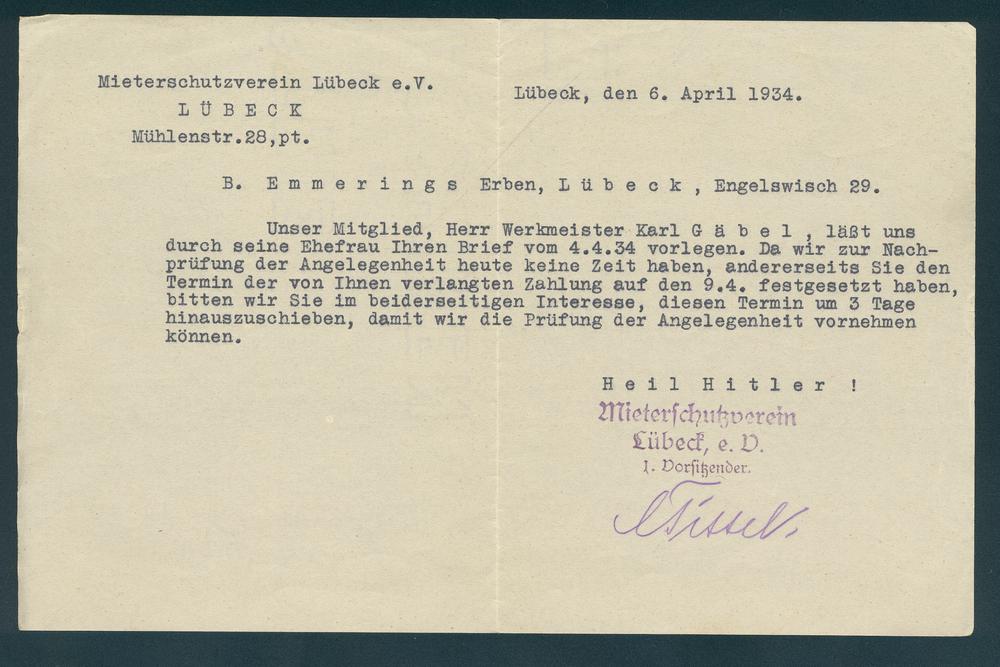 Mieterschutzverein Lübeck e.V.
LÜBECK
Mühlenstr.28,pt.
Lübeck, den 6. April 1934.
B. Emmerings Erben, Lübeck, Engelswisch 29.
Unser Mitglied, Herr Werkmeister Karl Gäbel, läßt uns
durch seine Ehefrau Ihren Brief vom 4.4.34 vorlegen. Da wir zur Nach-
prüfung der Angelegenheit heute keine Zeit haben, andererseits Sie den
Termin der von Ihnen verlangten Zahlung auf den 9.4. festgesetzt haben,
bitten wir Sie im beiderseitigen Interesse, diesen Termin um 3 Tage
hinauszuschieben, damit wir die Prüfung der Angelegenheit vornehmen
können.
Heil Hitler !
Mieterschutzverein
Lübeck, e. V.
1. Vorsitzender.